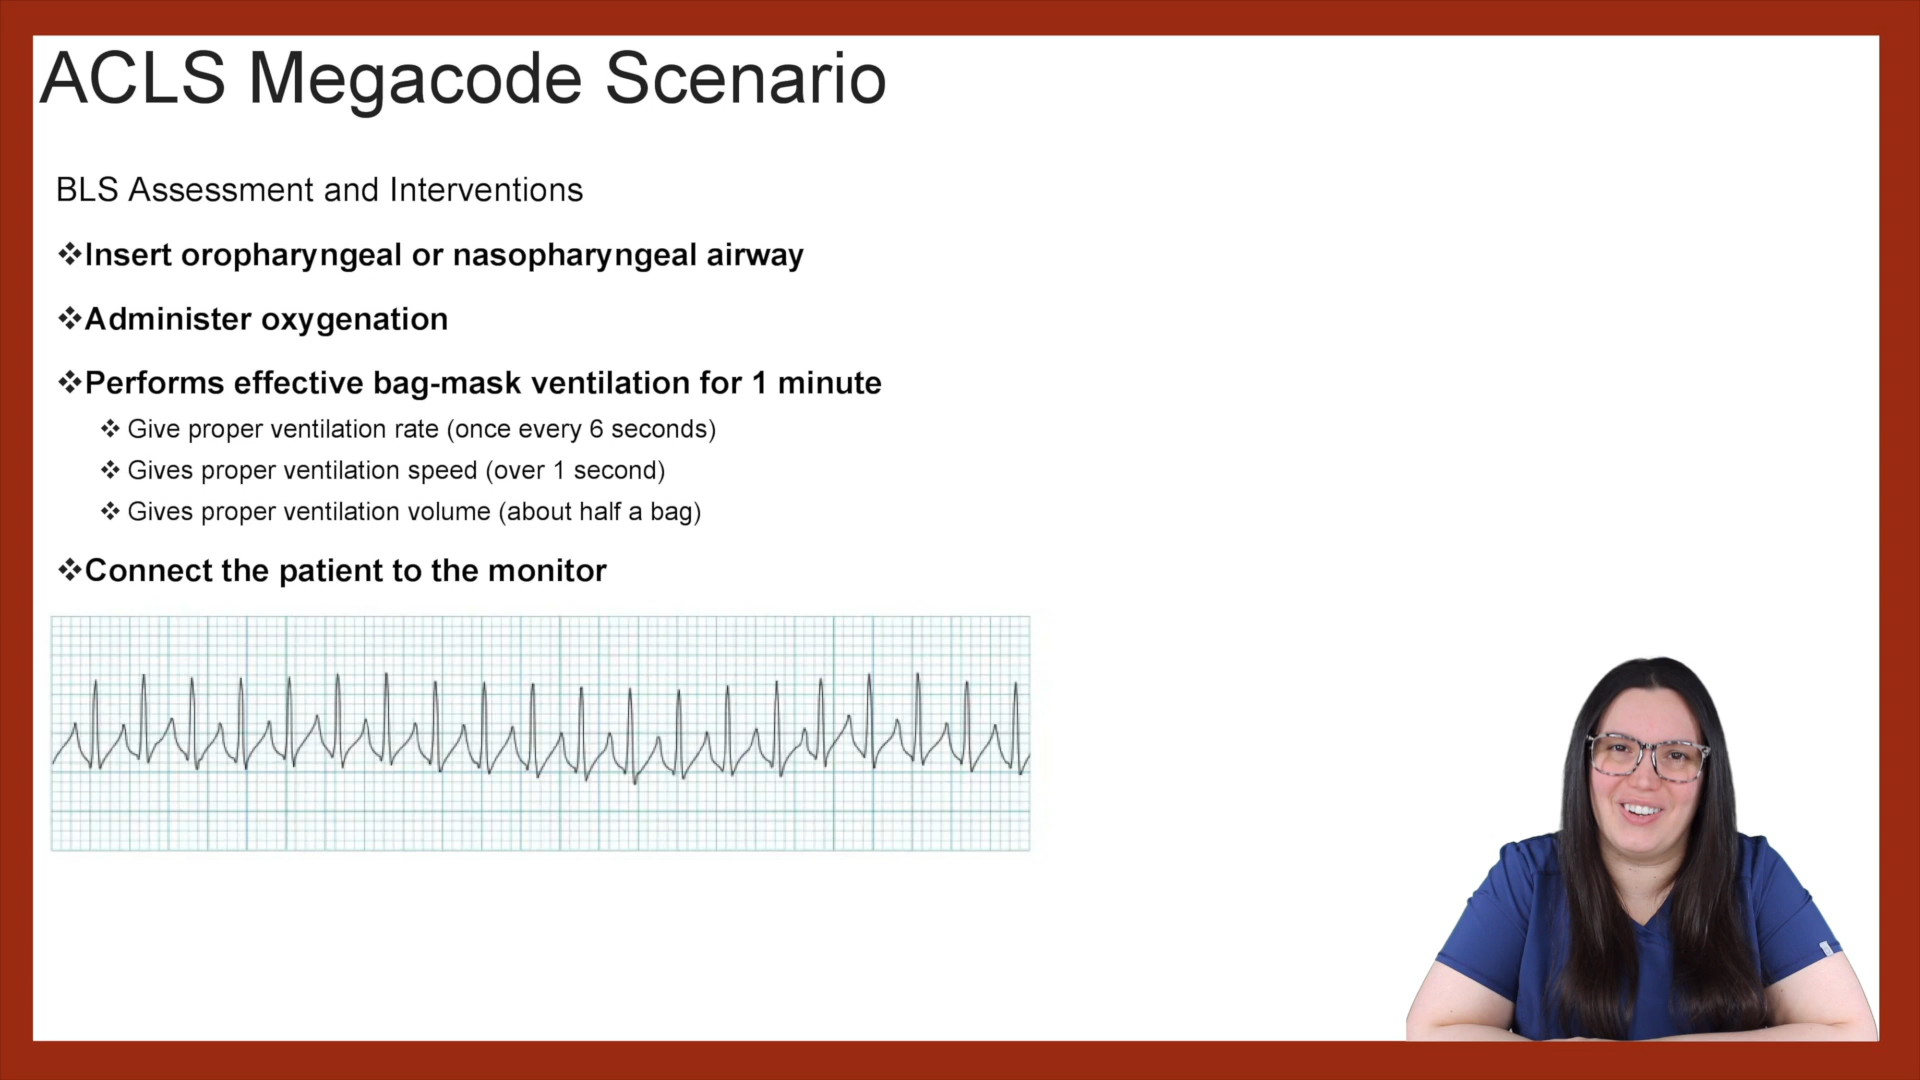 ACLS Megacode Scenario
BLS Assessment and Interventions
❖Insert oropharyngeal or nasopharyngeal airway
❖Administer oxygenation
❖Performs effective bag-mask ventilation for 1 minute
❖ Give proper ventilation rate (once every 6 seconds)
❖ Gives proper ventilation speed (over 1 second)
❖ Gives proper ventilation volume (about half a bag)
❖Connect the patient to the monitor